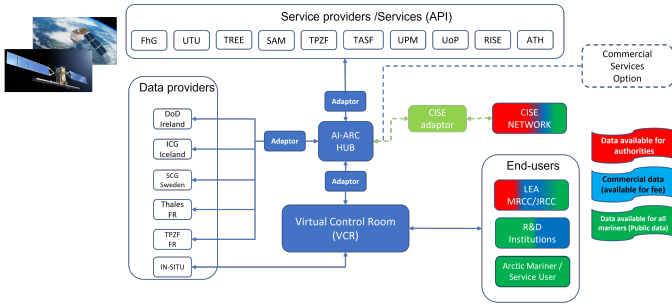 Service providers /Services (API)
FhG
UTU
TREE
SAM
TPZF
TASF
UPM
UoP
RISE
ATH
Commercial
Services
Option
Data providers
DoD
Ireland
ICG
Iceland
SCG
Sweden
Thales
FR
TPZF
FR
IN-SITU
Adaptor
Adaptor
AI-ARC
HUB
Adaptor
CISE
adaptor
CISE
NETWORK
Virtual Control Room
(VCR)
End-users
LEA
MRCC/JRCC
R&D
Institutions
Arctic Mariner /
Service User
Data available for
authorities
Commercial data
(available for fee)
Data available for all
mariners (Public data)